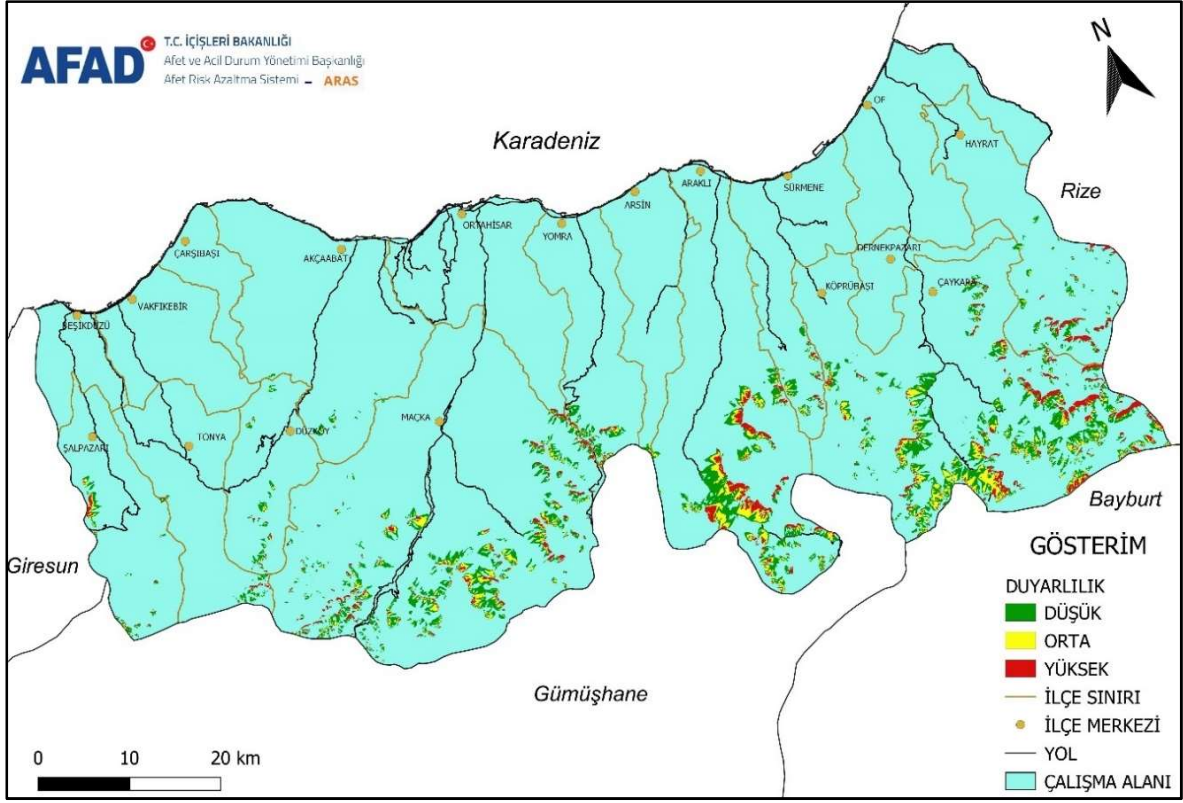 AFAD
T.C. İÇİŞLERİ BAKANLIĞI
Afet ve Acil Durum Yönetimi Başkanlığı
Afet Risk Azaltma Sistemi – ARAS
N
Karadeniz
Rize
Bayburt
Giresun
Gümüşhane
OF
HAYRAT
ARAKLI
SÜRMENE
ARSİN
ORTAHİSAR
YOMRA
ÇARŞIBAŞI
AKÇAABAT
DERNEKPAZARI
KÖPRÜBAŞI
ÇAYKARA
VAKFIKEBİR
BEŞİKDÜZÜ
MAÇKA
DÜZKÖY
TONYA
ŞALPAZARI
GÖSTERİM
DUYARLILIK
DÜŞÜK
ORTA
YÜKSEK
İLÇE SINIRI
İLÇE MERKEZİ
YOL
ÇALIŞMA ALANI
0 10 20 km